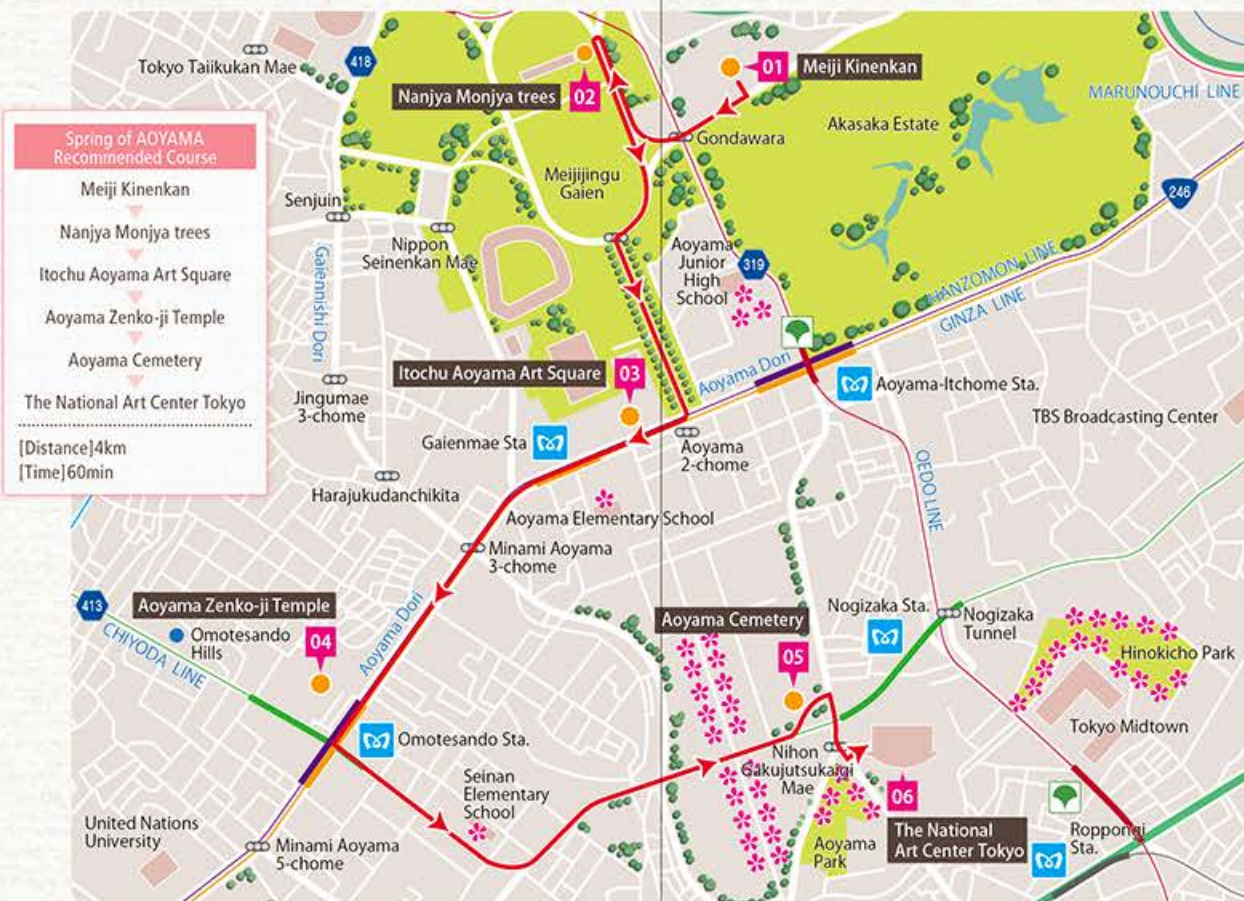 Tokyo Taiikukan Mae
418
Nanjya Monjya trees
02
01
Meiji Kinenkan
MARUNOUCHI LINE
Spring of AOYAMA
Recommended Course
Meiji Kinenkan
Nanjya Monjya trees
Itochu Aoyama Art Square
Aoyama Zenko-ji Temple
Aoyama Cemetery
The National Art Center Tokyo
[Distance]4km
[Time]60min
Gondawara
Akasaka Estate
Meijijingu
Gaien
Senjuin
246
Nippon
Seinenkan Mae
Gaiennishi Dori
Aoyama
Junior
High
School
319
HANZOMON LINE
GINZA LINE
Itochu Aoyama Art Square
03
Aoyama Dori
Aoyama-Itchome Sta.
Jingumae
3-chome
TBS Broadcasting Center
Gaienmae Sta
Aoyama
2-chome
OEDO LINE
Harajukudanchikita
Aoyama Elementary School
Minami Aoyama
3-chome
413
Aoyama Zenko-ji Temple
CHIYODA LINE
Omotesando
Hills
04
Aoyama Dori
Aoyama Cemetery
05
Nogizaka Sta.
Nogizaka
Tunnel
Hinokicho Park
Tokyo Midtown
Omotesando Sta.
Nihon
Gakujutsukaigi
Mae
Seinan
Elementary
School
06
The National
Art Center Tokyo
United Nations
University
Minami Aoyama
5-chome
Aoyama
Park
Roppongi
Sta.